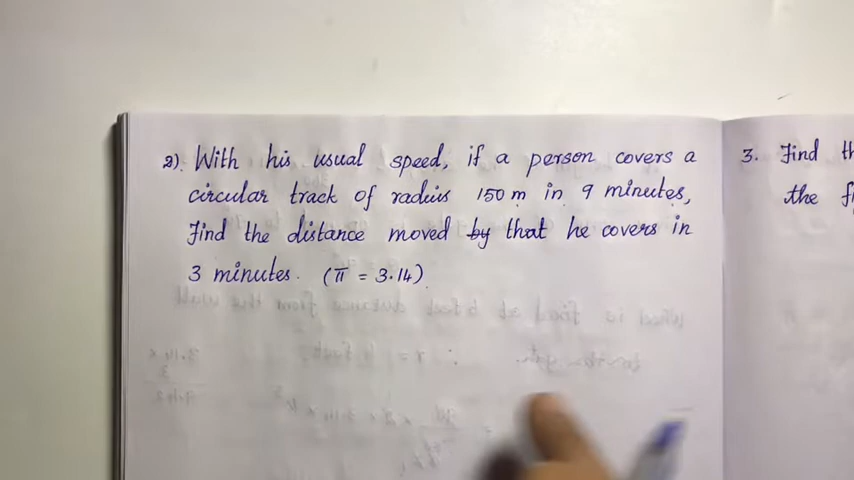 2). With his usual speed, if a person covers a
circular track of radius 150 m in 9 minutes,
Find the distance moved by that he covers in
3 minutes. (π = 3.14).
3. Find th
the f